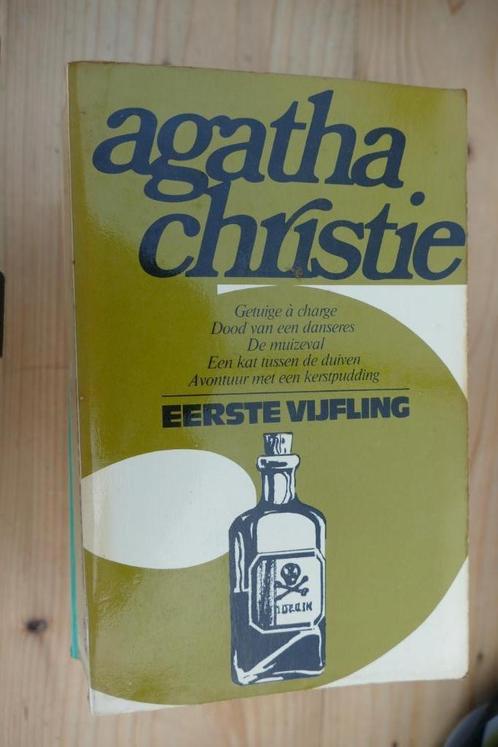 agatha
christie
Getuige à charge
Dood van een danseres
De muizeval
Een kat tussen de duiven
Avontuur met een kerstpudding
EERSTE VIJFLING